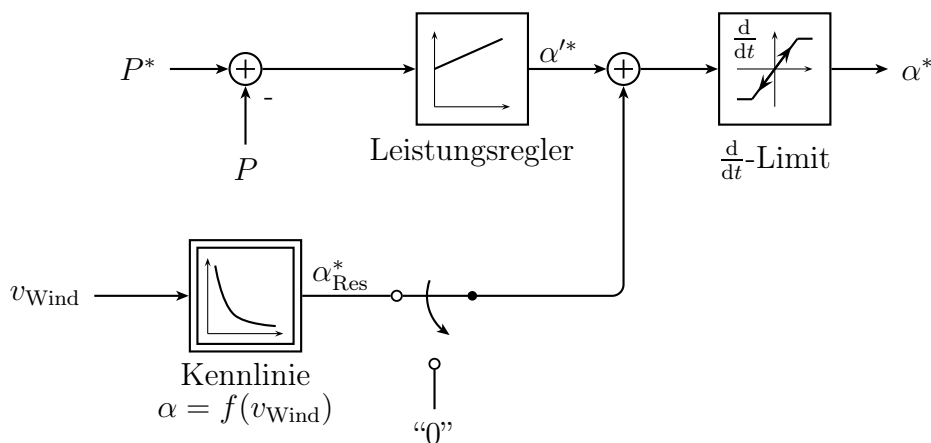 P*
-
P
α′*
Leistungsregler
d
dt
d/dt-Limit
α*
v_Wind
α*_Res
Kennlinie
α = f(v_Wind)
“0”